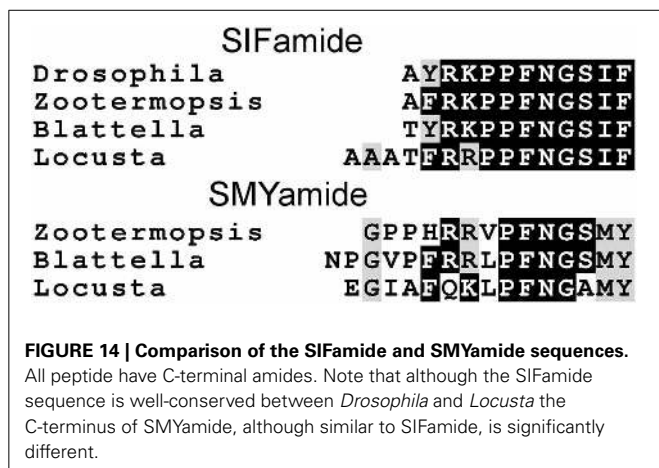 SIFamide
Drosophila AYRKPPFNGSIF
Zootermopsis AFRKPPFNGSIF
Blattella TYRKPPFNGSIF
Locusta AAATFRRPPFNGSIF
SMYamide
Zootermopsis GPPHRRVPFNGSMY
Blattella NPGVPFRRLPFNGSMY
Locusta EGIAFQKLPFNGAMY
FIGURE 14 | Comparison of the SIFamide and SMYamide sequences.
All peptide have C-terminal amides. Note that although the SIFamide
sequence is well-conserved between Drosophila and Locusta the
C-terminus of SMYamide, although similar to SIFamide, is significantly
different.